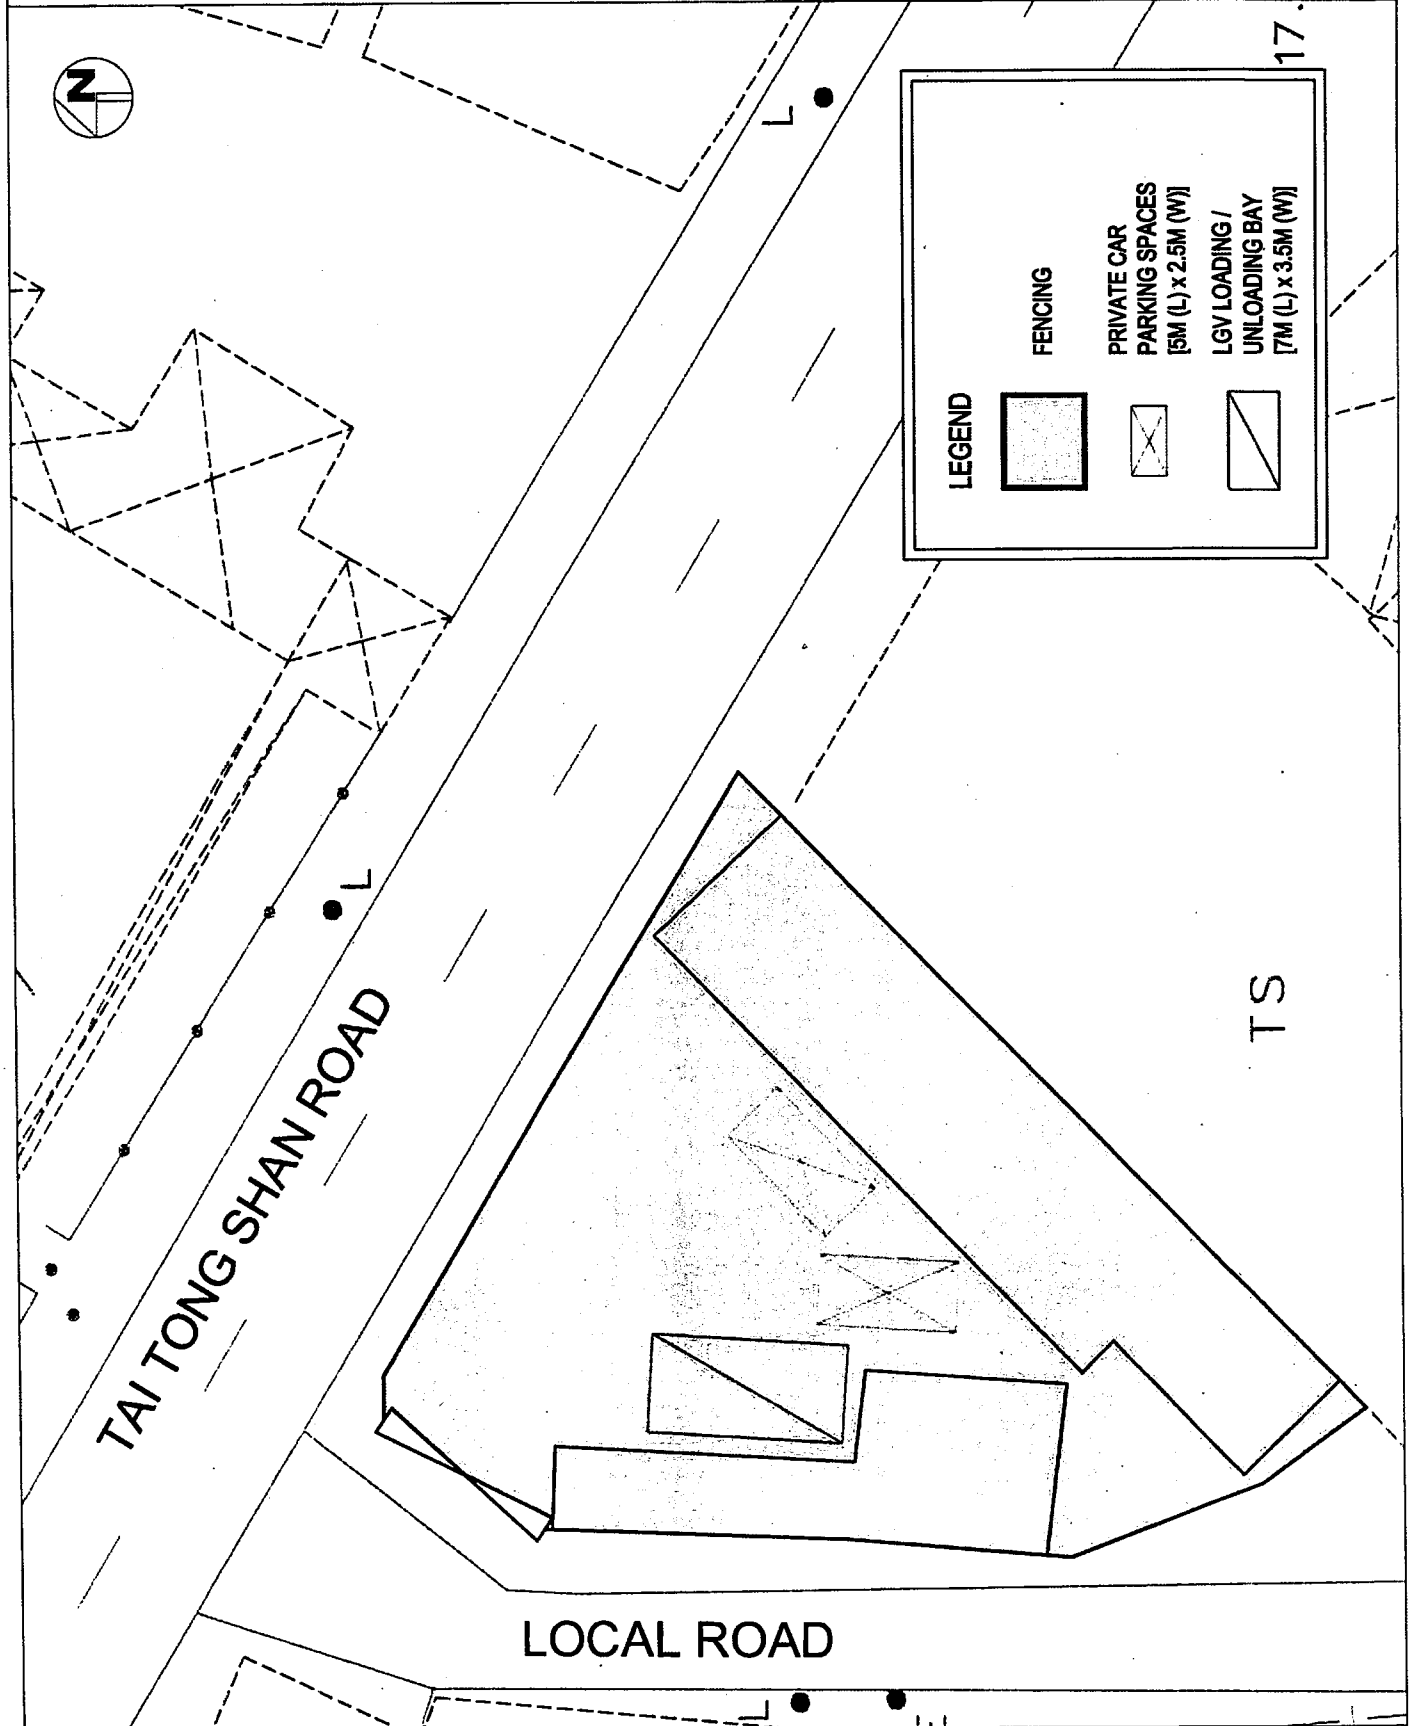 N
17.
L
LEGEND
FENCING
PRIVATE CAR
PARKING SPACES
[5M (L) x 2.5M (W)]
LGV LOADING /
UNLOADING BAY
[7M (L) x 3.5M (W)]
L
TAI TONG SHAN ROAD
TS
LOCAL ROAD
L